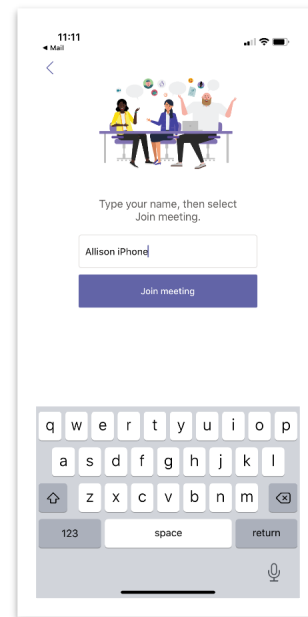 11:11
◄ Mail
Type your name, then select
Join meeting.
Allison iPhone
Join meeting
q w e r t y u i o p
a s d f g h j k l
z x c v b n m
123 space return